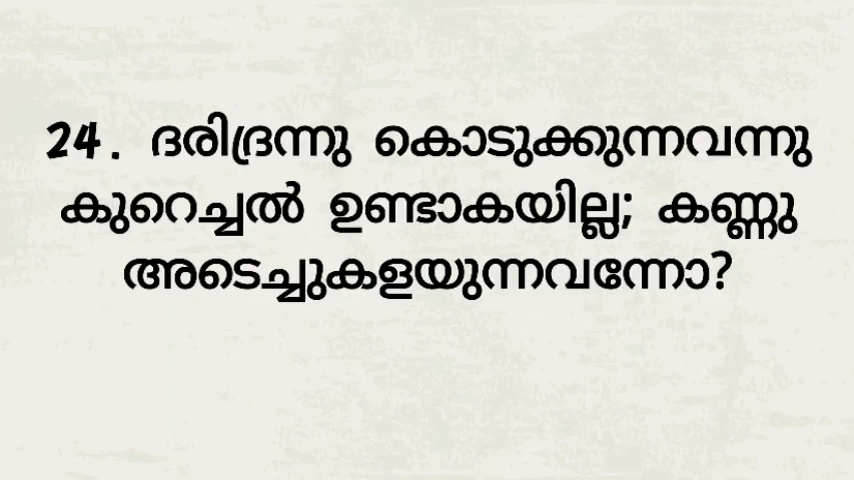 24. ദരിദ്രന്നു കൊടുക്കുന്നവന്നു
കുറെച്ചൽ ഉണ്ടാകയില്ല; കണ്ണു
അടെച്ചുകളയുന്നവന്നോ?